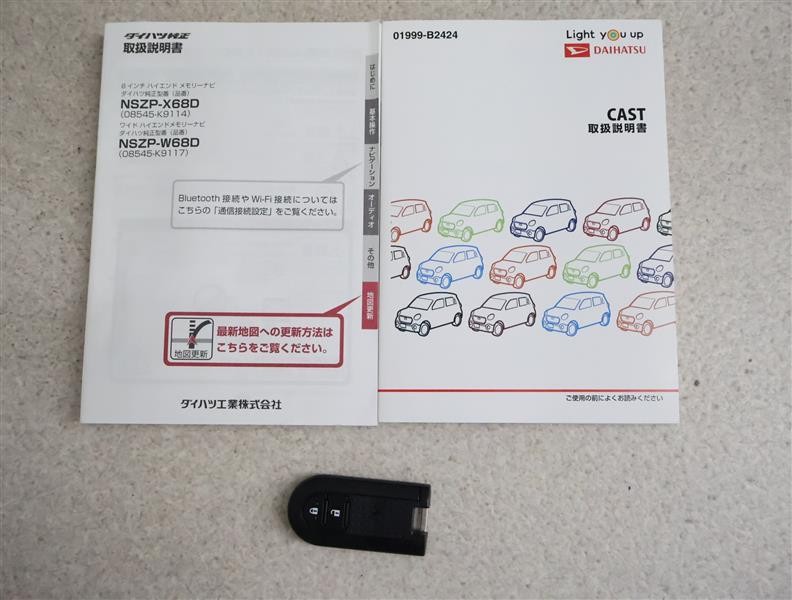 ダイハツ純正
取扱説明書
8インチ ハイエンド メモリーナビ
ダイハツ純正型番（品番）
NSZP-X68D
（08545-K9114）
ワイド ハイエンドメモリーナビ
ダイハツ純正型番（品番）
NSZP-W68D
（08545-K9117）
Bluetooth 接続や Wi-Fi 接続については
こちらの「通信接続設定」をご覧ください。
地図更新
最新地図への更新方法は
こちらをご覧ください。
ダイハツ工業株式会社
はじめに
基本操作
ナビゲーション
オーディオ
その他
地図更新
01999-B2424
Light you up
DAIHATSU
CAST
取扱説明書
ご使用の前によくお読みください